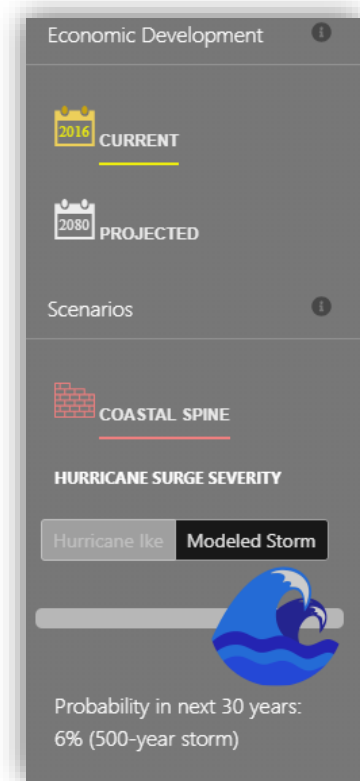 Economic Development
2016 CURRENT
2080 PROJECTED
Scenarios
COASTAL SPINE
HURRICANE SURGE SEVERITY
Hurricane Ike Modeled Storm
Probability in next 30 years:
6% (500-year storm)